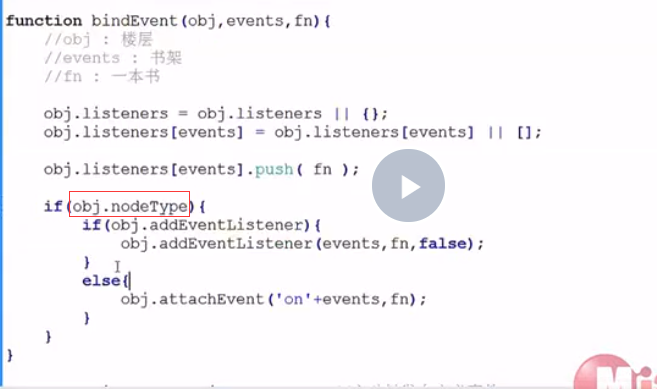 function bindEvent(obj,events,fn){
//obj : 楼层
//events : 书架
//fn : 一本书
obj.listeners = obj.listeners || {};
obj.listeners[events] = obj.listeners[events] || [];
obj.listeners[events].push( fn );
if(obj.nodeType){
if(obj.addEventListener){
obj.addEventListener(events,fn,false);
}
else{
obj.attachEvent('on'+events,fn);
}
}
}